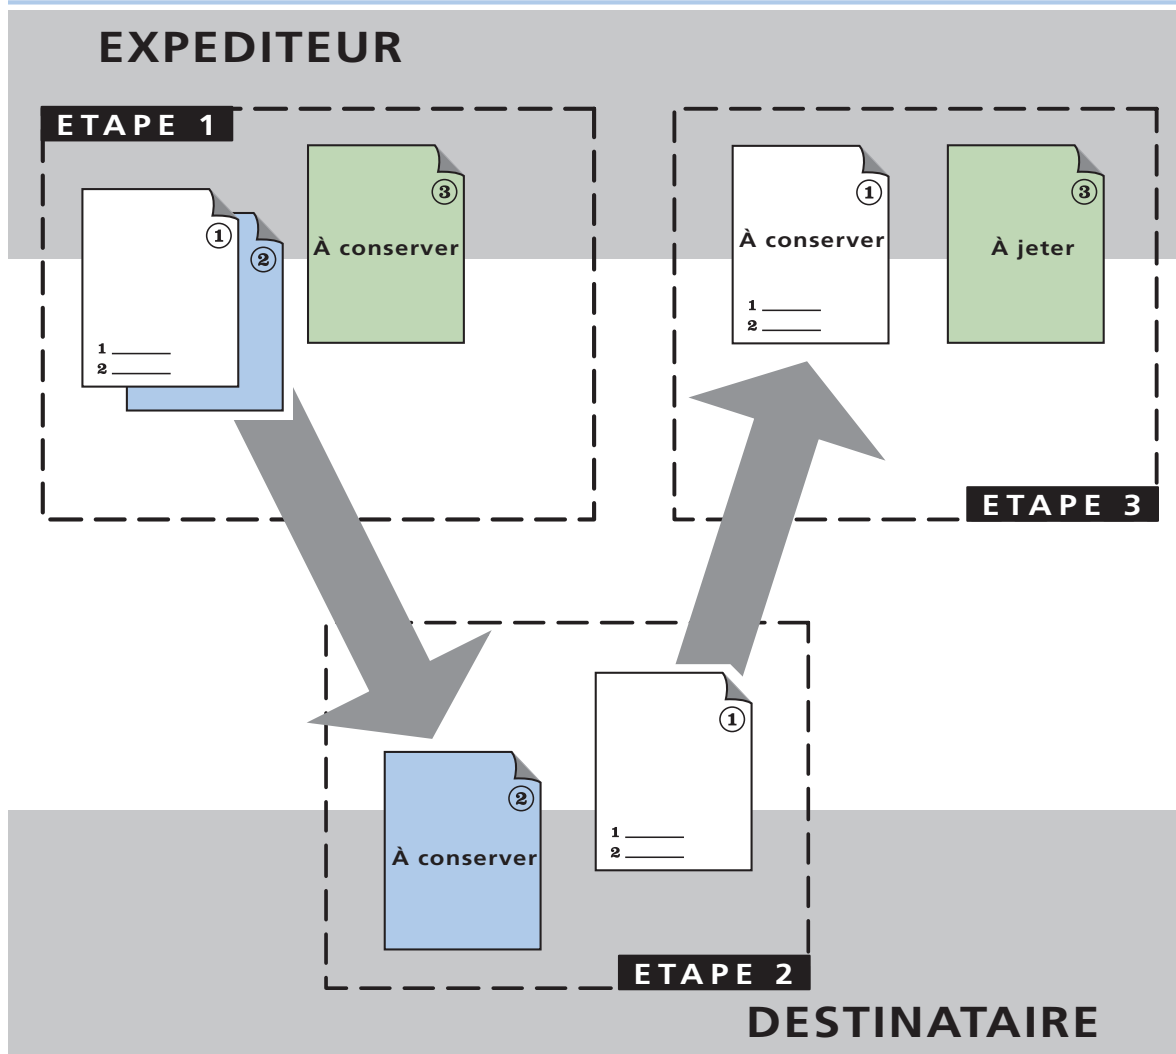 EXPEDITEUR
ETAPE 1
①
1
2
②
③
À conserver
①
À conserver
1
2
③
À jeter
ETAPE 3
②
À conserver
①
1
2
ETAPE 2
DESTINATAIRE